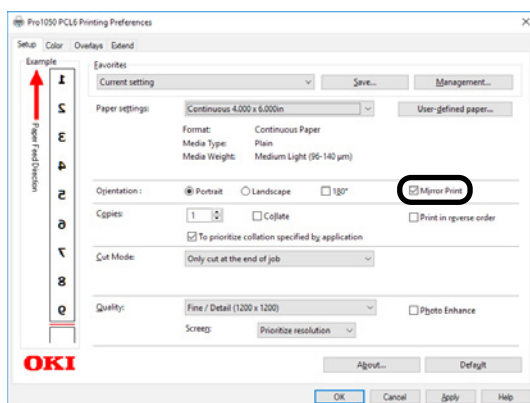 Pro1050 PCL6 Printing Preferences
Setup Color Overlays Extend
Example
Paper Feed Direction
1
2
3
4
5
6
7
8
9
OKI
Favorites
Current setting Save... Management...
Paper settings: Continuous 4.000 x 6.000in User-defined paper...
Format: Continuous Paper
Media Type: Plain
Media Weight: Medium Light (96-140 μm)
Orientation : Portrait Landscape 180° Mirror Print
Copies: 1 Collate Print in reverse order
To prioritize collation specified by application
Cut Mode: Only cut at the end of job
Quality: Fine / Detail (1200 x 1200) Photo Enhance
Screen: Prioritize resolution
About... Default
OK Cancel Apply Help